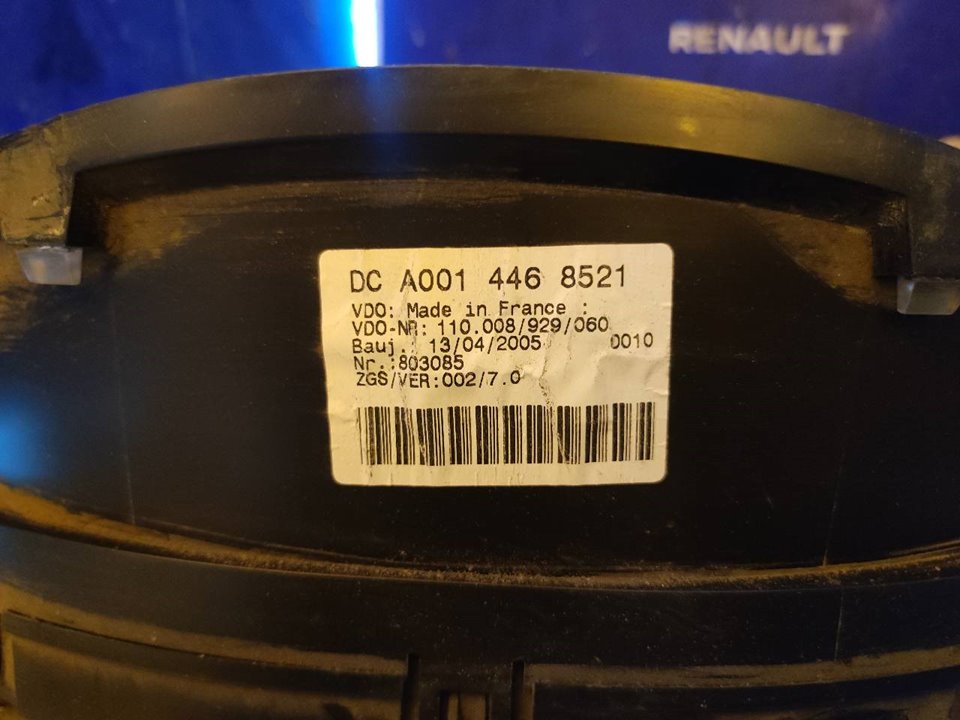 RENAULT
DC A001 446 8521
VDO: Made in France :
VDO-NR: 110.008/929/060
Bauj.: 13/04/2005 0010
Nr.:803085
ZGS/VER:002/7.0